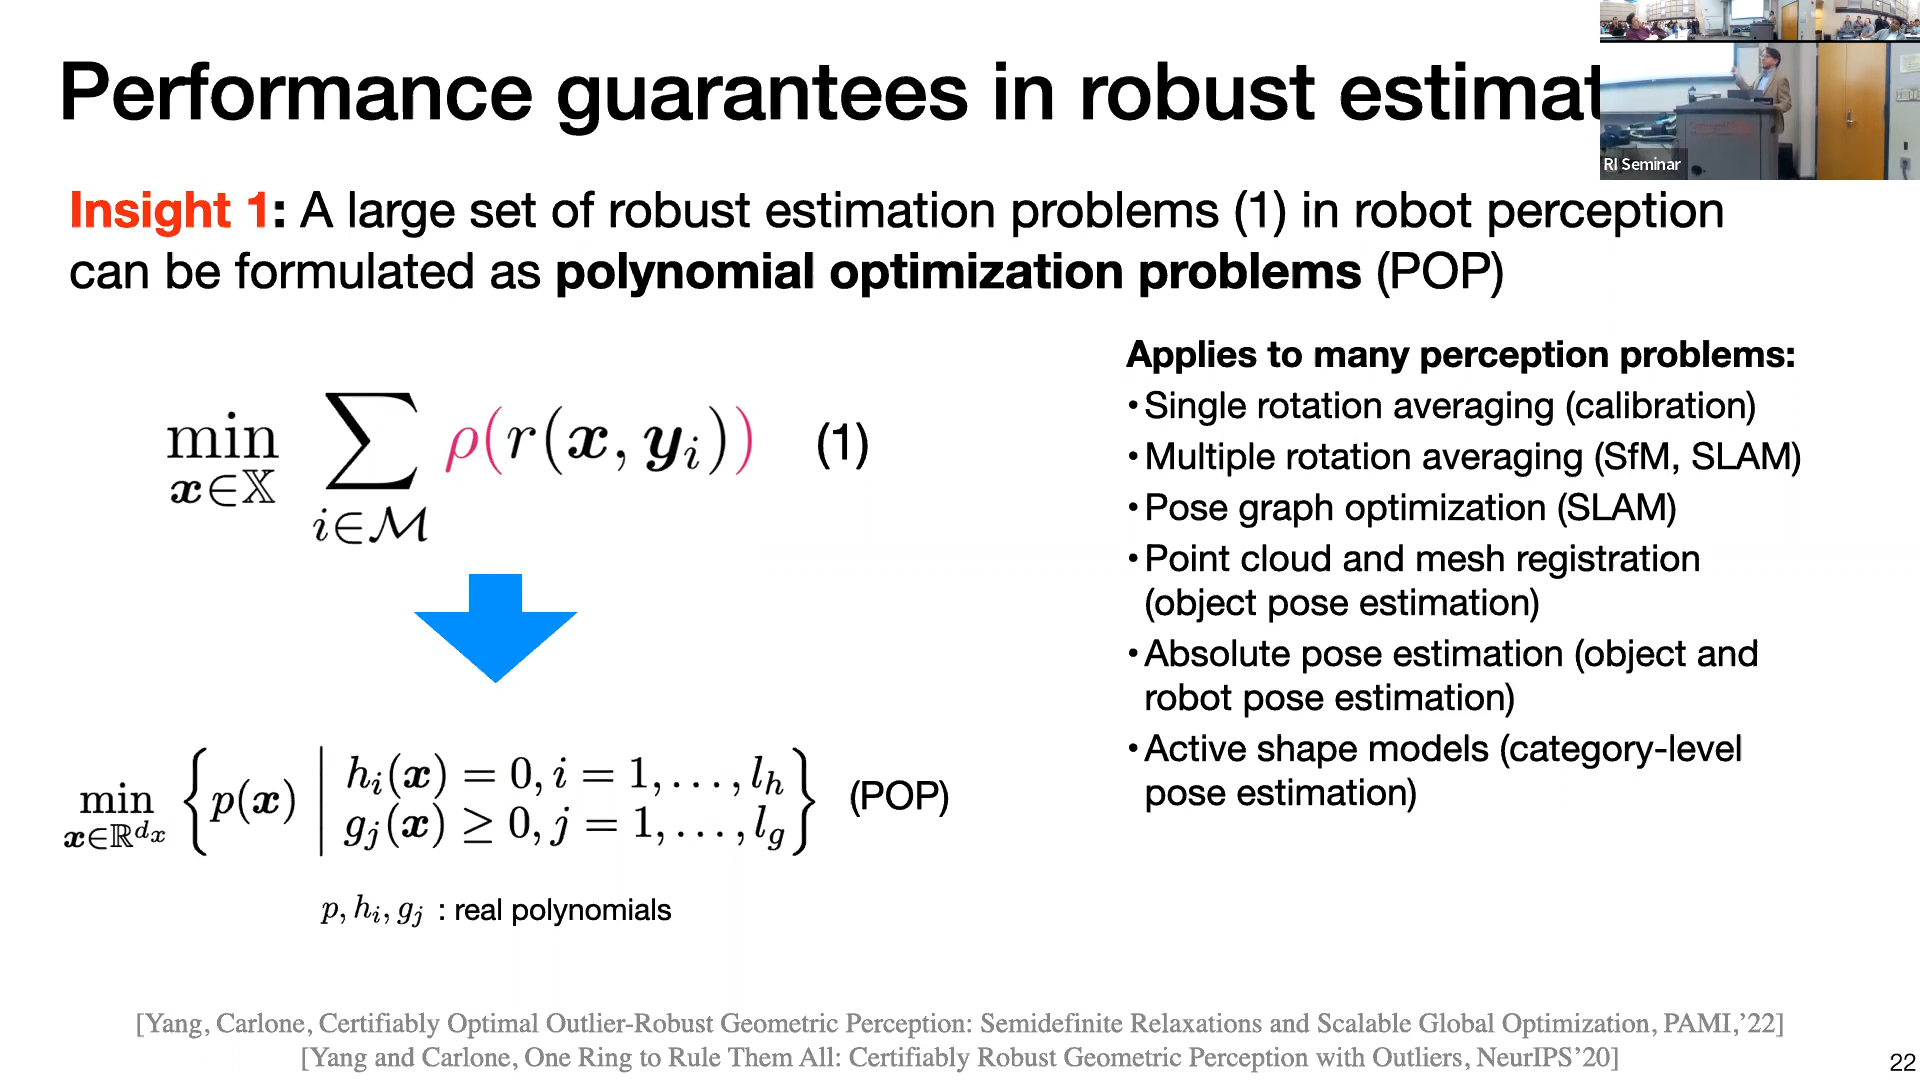 Performance guarantees in robust estimat
RI Seminar
Insight 1: A large set of robust estimation problems (1) in robot perception
can be formulated as polynomial optimization problems (POP)
min x∈𝕏 ∑ i∈ℳ ρ(r(x, yᵢ)) (1)
min x∈ℝ^{dₓ} { p(x) | hᵢ(x) = 0, i = 1, . . . , l_h
gⱼ(x) ≥ 0, j = 1, . . . , l_g } (POP)
p, hᵢ, gⱼ : real polynomials
Applies to many perception problems:
• Single rotation averaging (calibration)
• Multiple rotation averaging (SfM, SLAM)
• Pose graph optimization (SLAM)
• Point cloud and mesh registration
(object pose estimation)
• Absolute pose estimation (object and
robot pose estimation)
• Active shape models (category-level
pose estimation)
[Yang, Carlone, Certifiably Optimal Outlier-Robust Geometric Perception: Semidefinite Relaxations and Scalable Global Optimization, PAMI,’22]
[Yang and Carlone, One Ring to Rule Them All: Certifiably Robust Geometric Perception with Outliers, NeurIPS’20]
22